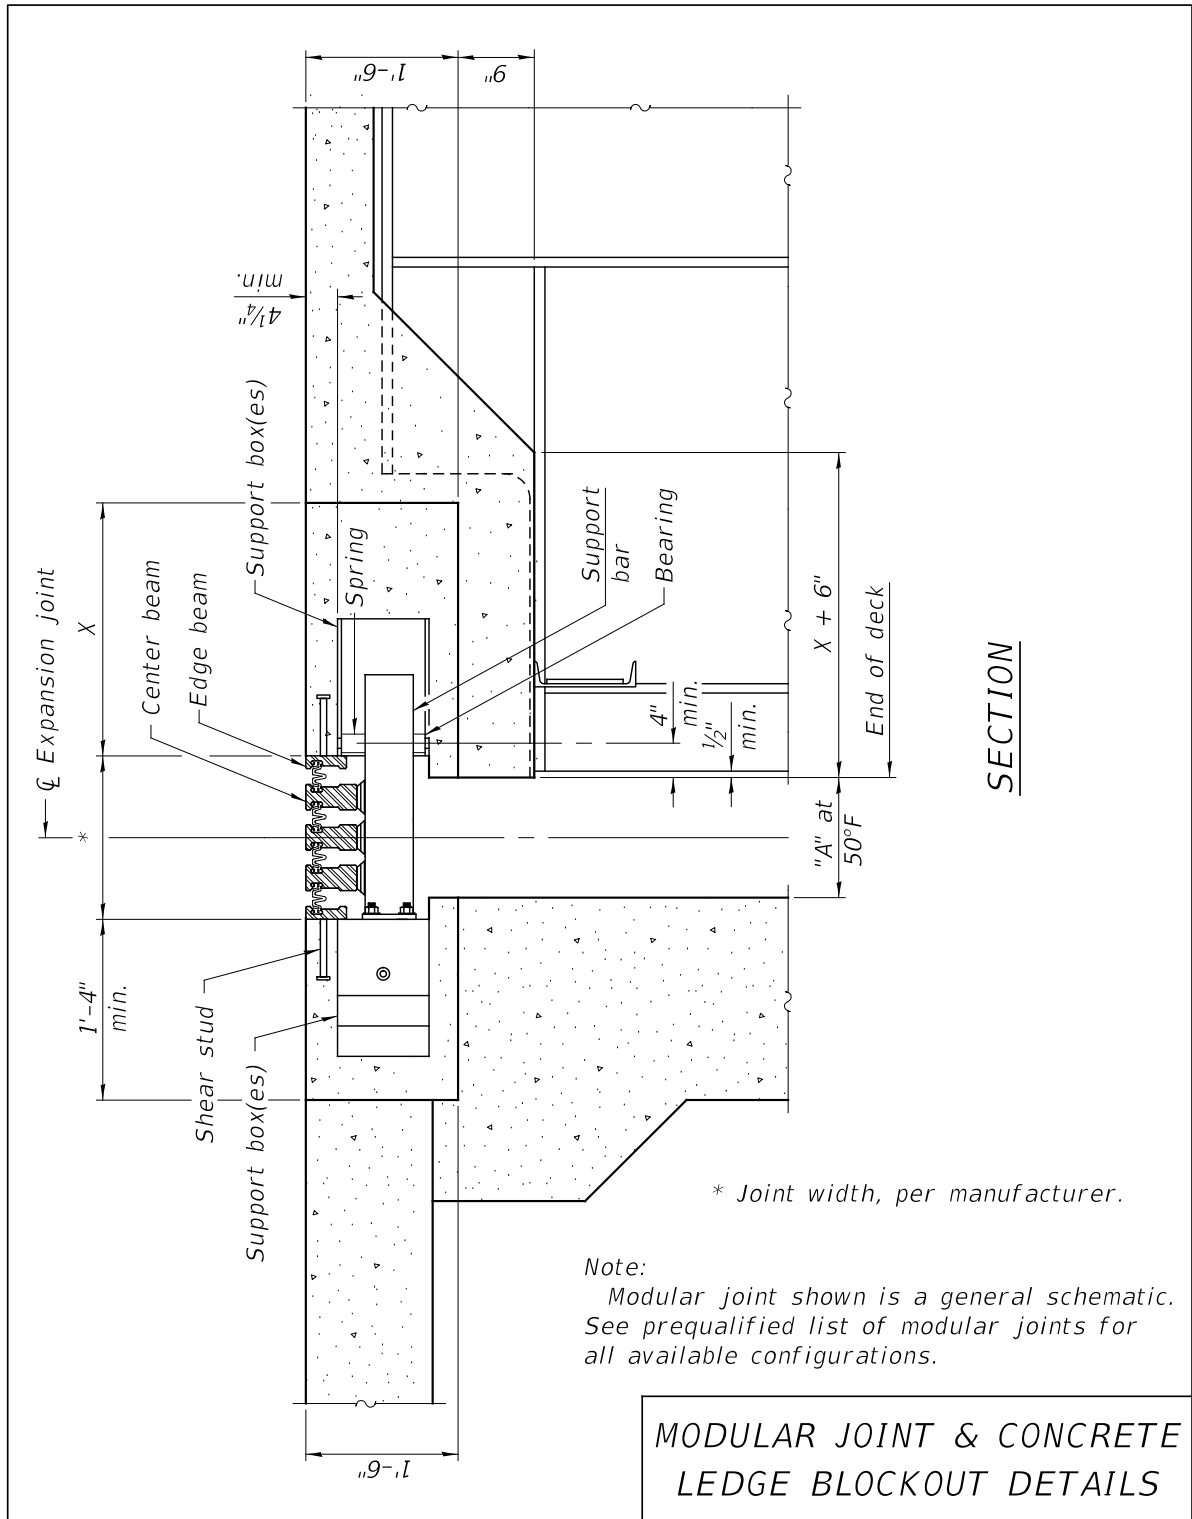 ℄ Expansion joint
X
*
1'-4"
min.
Center beam
Edge beam
Support box(es)
Shear stud
Support box(es)
Spring
4¼"
min.
1'-6"
9"
Support
bar
Bearing
4"
min.
½"
min.
X + 6"
End of deck
"A" at
50°F
1'-6"
SECTION
* Joint width, per manufacturer.
Note:
Modular joint shown is a general schematic.
See prequalified list of modular joints for
all available configurations.
MODULAR JOINT & CONCRETE
LEDGE BLOCKOUT DETAILS